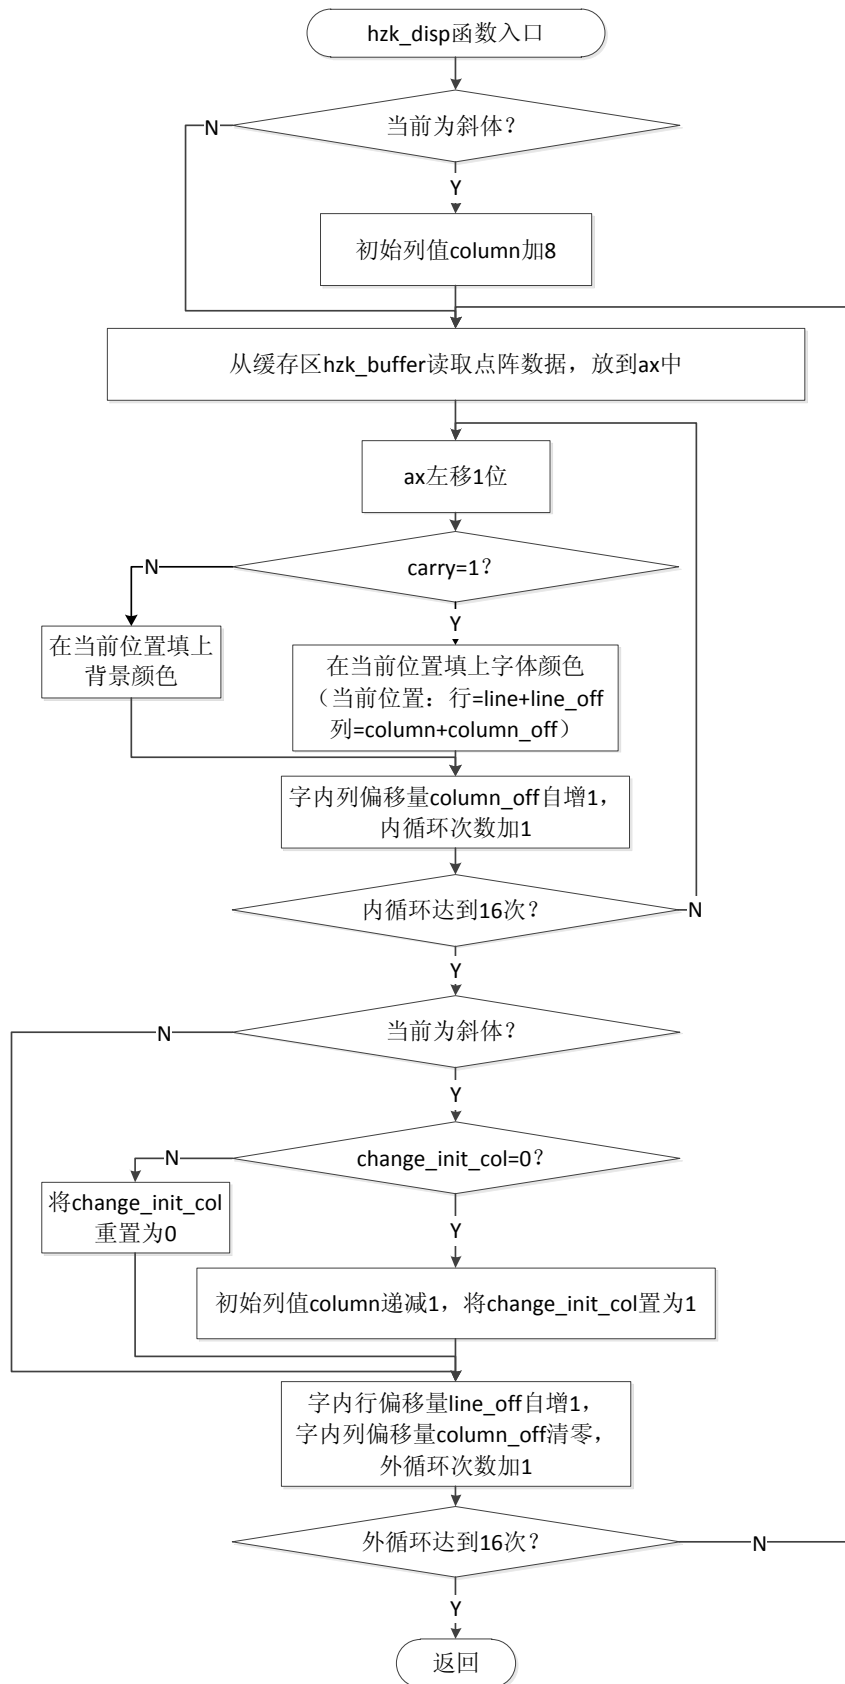 hzk_disp函数入口
当前为斜体？
N
Y
初始列值column加8
从缓存区hzk_buffer读取点阵数据，放到ax中
ax左移1位
carry=1？
N
Y
在当前位置填上
背景颜色
在当前位置填上字体颜色
（当前位置：行=line+line_off
列=column+column_off）
字内列偏移量column_off自增1，
内循环次数加1
内循环达到16次？
N
Y
当前为斜体？
N
Y
change_init_col=0？
N
Y
将change_init_col
重置为0
初始列值column递减1，将change_init_col置为1
字内行偏移量line_off自增1，
字内列偏移量column_off清零，
外循环次数加1
外循环达到16次？
N
Y
返回